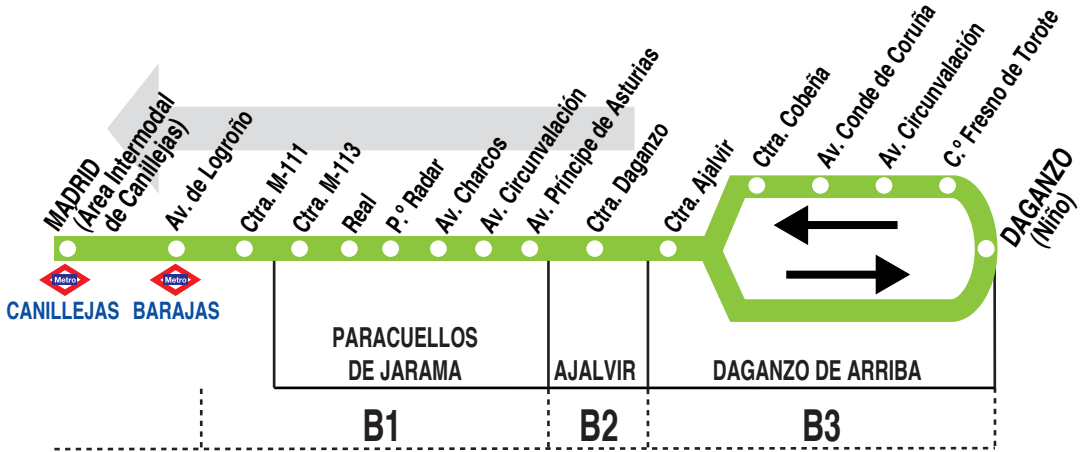 MADRID
(Área Intermodal
de Canillejas)
Av. de Logroño
Ctra. M-111
Ctra. M-113
Real
P.º Radar
Av. Charcos
Av. Circunvalación
Av. Príncipe de Asturias
Ctra. Daganzo
Ctra. Ajalvir
Ctra. Cobeña
Av. Conde de Coruña
Av. Circunvalación
C.º Fresno de Torote
DAGANZO
(Niño)
Metro
CANILLEJAS
Metro
BARAJAS
PARACUELLOS
DE JARAMA
AJALVIR
DAGANZO DE ARRIBA
B1
B2
B3